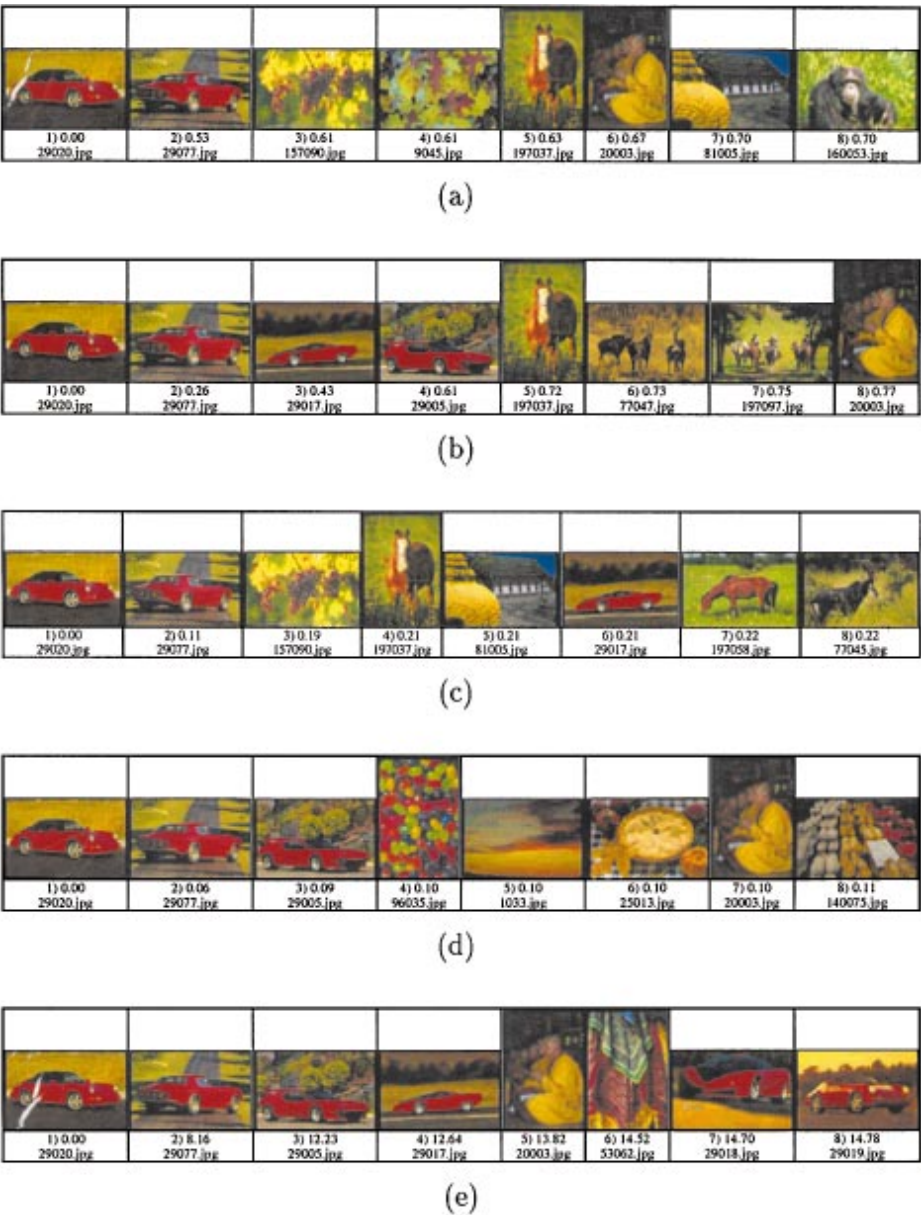 1) 0.00 2) 0.53 3) 0.61 4) 0.61 5) 0.63 6) 0.67 7) 0.70 8) 0.70
29020.jpg 29077.jpg 157090.jpg 9045.jpg 197037.jpg 20003.jpg 81005.jpg 160053.jpg
(a)
1) 0.00 2) 0.26 3) 0.43 4) 0.61 5) 0.72 6) 0.73 7) 0.75 8) 0.77
29020.jpg 29077.jpg 29017.jpg 29005.jpg 197037.jpg 77047.jpg 197097.jpg 20003.jpg
(b)
1) 0.00 2) 0.11 3) 0.19 4) 0.21 5) 0.21 6) 0.21 7) 0.22 8) 0.22
29020.jpg 29077.jpg 157090.jpg 197037.jpg 81005.jpg 29017.jpg 197058.jpg 77045.jpg
(c)
1) 0.00 2) 0.06 3) 0.09 4) 0.10 5) 0.10 6) 0.10 7) 0.10 8) 0.11
29020.jpg 29077.jpg 29005.jpg 96035.jpg 1033.jpg 25013.jpg 20003.jpg 140075.jpg
(d)
1) 0.00 2) 8.16 3) 12.23 4) 12.64 5) 13.82 6) 14.52 7) 14.70 8) 14.78
29020.jpg 29077.jpg 29005.jpg 29017.jpg 20003.jpg 53062.jpg 29018.jpg 29019.jpg
(e)